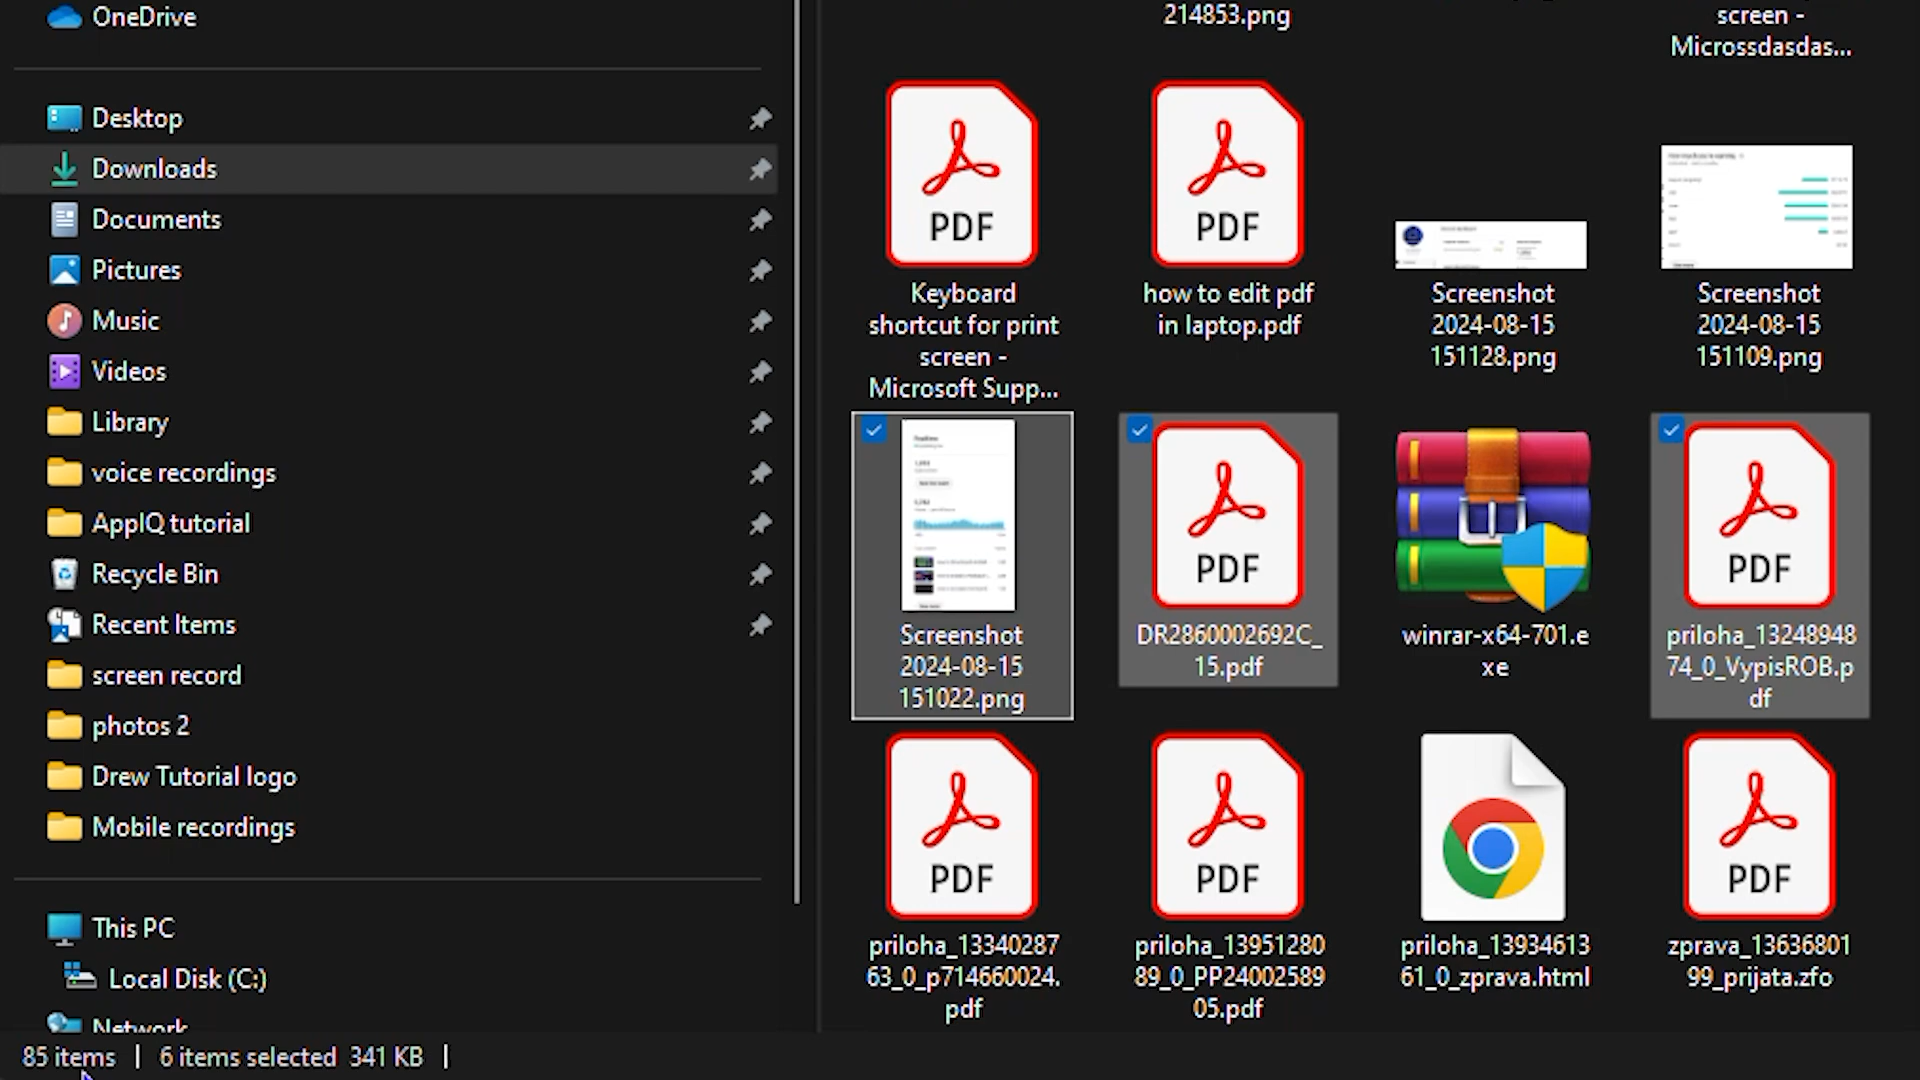 OneDrive
Desktop
Downloads
Documents
Pictures
Music
Videos
Library
voice recordings
ApplQ tutorial
Recycle Bin
Recent Items
screen record
photos 2
Drew Tutorial logo
Mobile recordings
This PC
Local Disk (C:)
Network
214853.png
screen -
Microssdasdas...
PDF
Keyboard
shortcut for print
screen -
Microsoft Supp...
PDF
how to edit pdf
in laptop.pdf
Screenshot
2024-08-15
151128.png
Screenshot
2024-08-15
151109.png
Screenshot
2024-08-15
151022.png
PDF
DR2860002692C_
15.pdf
winrar-x64-701.e
xe
PDF
priloha_13248948
74_0_VypisROB.p
df
PDF
priloha_13340287
63_0_p714660024.
pdf
PDF
priloha_13951280
89_0_PP24002589
05.pdf
priloha_13934613
61_0_zprava.html
PDF
zprava_13636801
99_prijata.zfo
85 items | 6 items selected 341 KB |